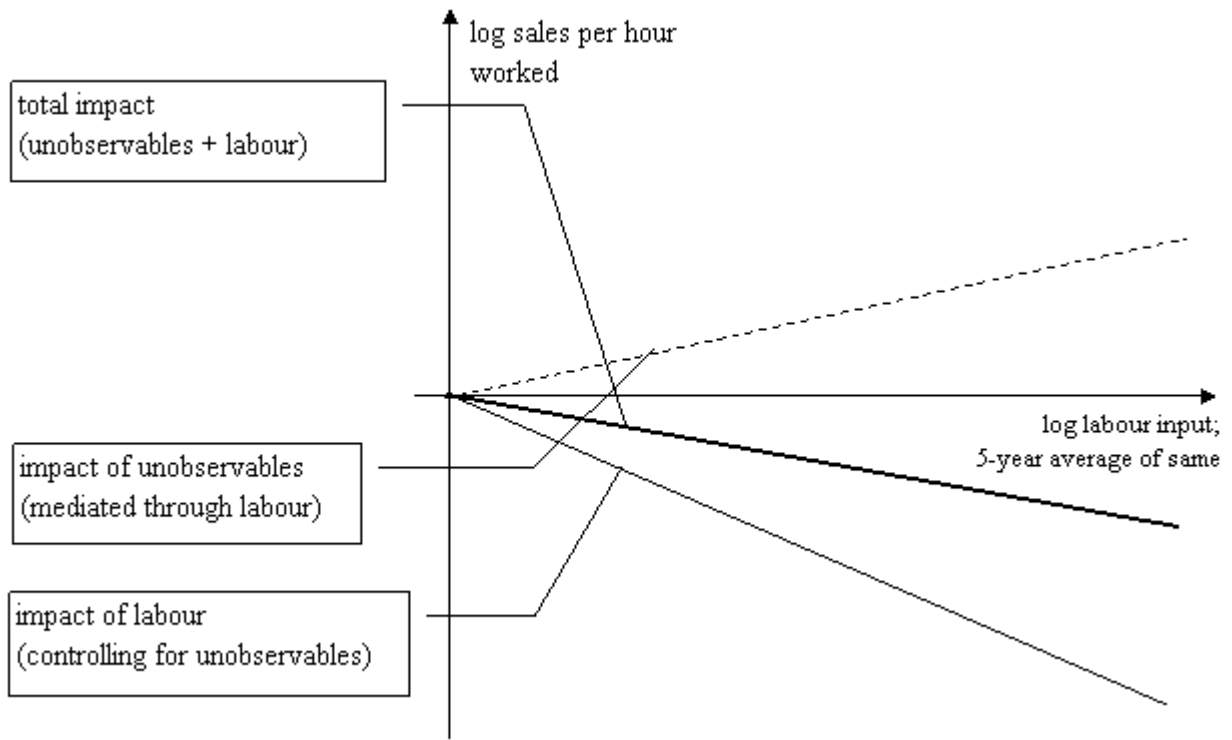 log sales per hour
worked
total impact
(unobservables + labour)
log labour input;
5-year average of same
impact of unobservables
(mediated through labour)
impact of labour
(controlling for unobservables)